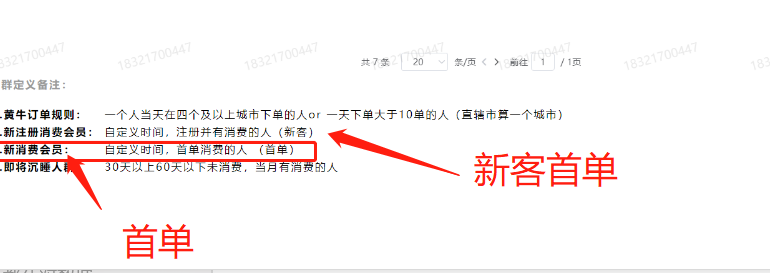 18321700447 18321700447 18321700447 18321700447 18321700447 18321700447
共 7 条 20 条/页 < > 前往 1 / 1页
群定义备注：
.黄牛订单规则： 一个人当天在四个及以上城市下单的人or 一天下单大于10单的人（直辖市算一个城市）
.新注册消费会员： 自定义时间，注册并有消费的人（新客）
.新消费会员： 自定义时间，首单消费的人 （首单）
.即将沉睡人群 30天以上60天以下未消费，当月有消费的人
新客首单
首单